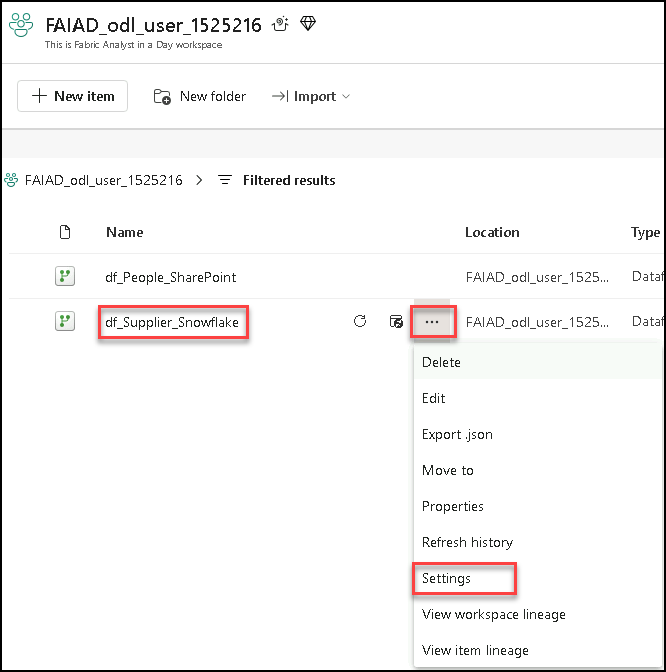 FAIAD_odl_user_1525216
This is Fabric Analyst in a Day workspace
New item New folder Import
FAIAD_odl_user_1525216 Filtered results
Name Location Type
df_People_SharePoint FAIAD_odl_user_1525... Dataf
df_Supplier_Snowflake ... FAIAD_odl_user_1525... Dataf
Delete
Edit
Export .json
Move to
Properties
Refresh history
Settings
View workspace lineage
View item lineage